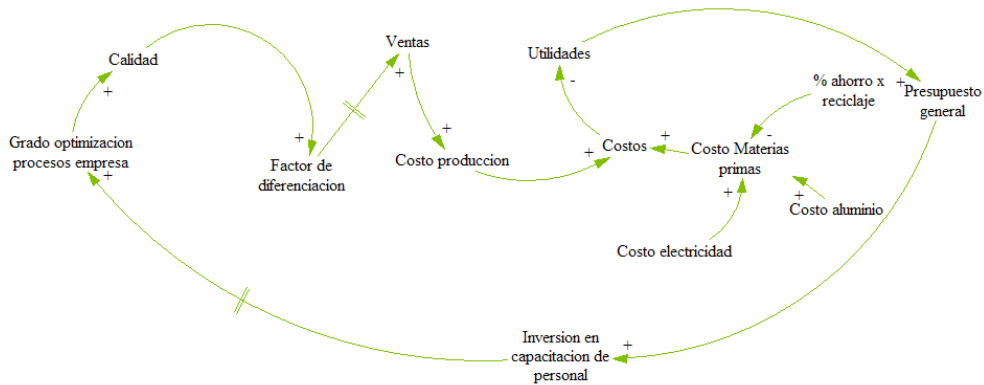 Calidad
Ventas
Utilidades
% ahorro x
reciclaje
Presupuesto
general
Grado optimizacion
procesos empresa
Factor de
diferenciacion
Costo produccion
Costos
Costo Materias
primas
Costo aluminio
Costo electricidad
Inversion en
capacitacion de
personal
+
+
+
+
+
-
+
-
+
+
+
+
+